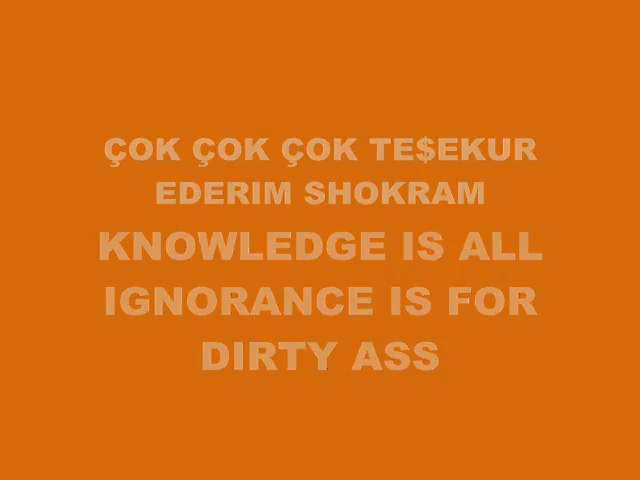 ÇOK ÇOK ÇOK TE$EKUR
EDERIM SHOKRAM
KNOWLEDGE IS ALL
IGNORANCE IS FOR
DIRTY ASS